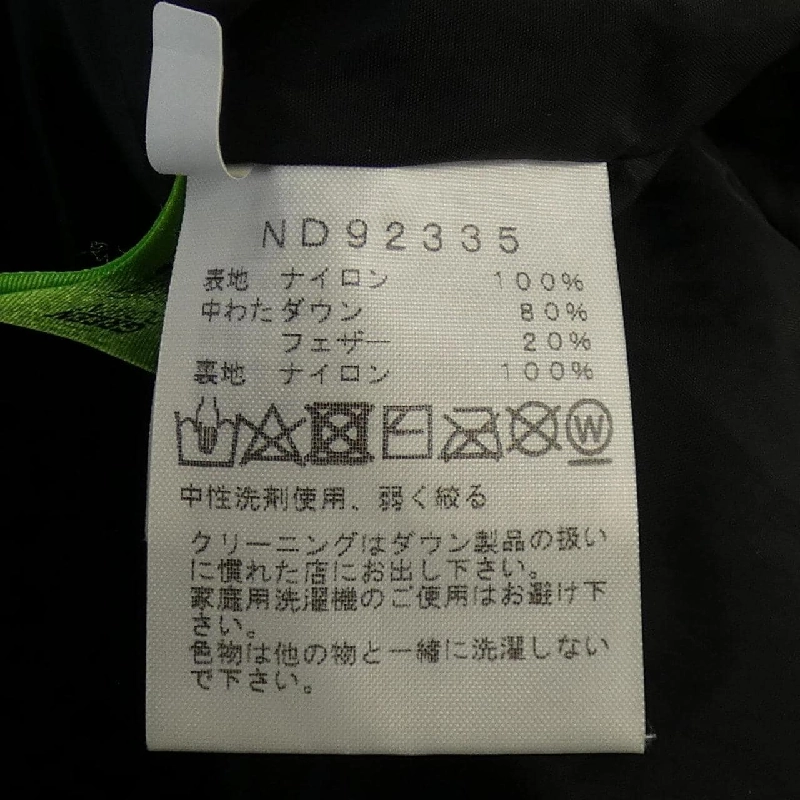 ND92335
表地 ナイロン 100%
中わた ダウン 80%
フェザー 20%
裏地 ナイロン 100%
W
中性洗剤使用、弱く絞る
クリーニングはダウン製品の扱い
に慣れた店にお出し下さい。
家庭用洗濯機のご使用はお避け下
さい。
色物は他の物と一緒に洗濯しない
で下さい。